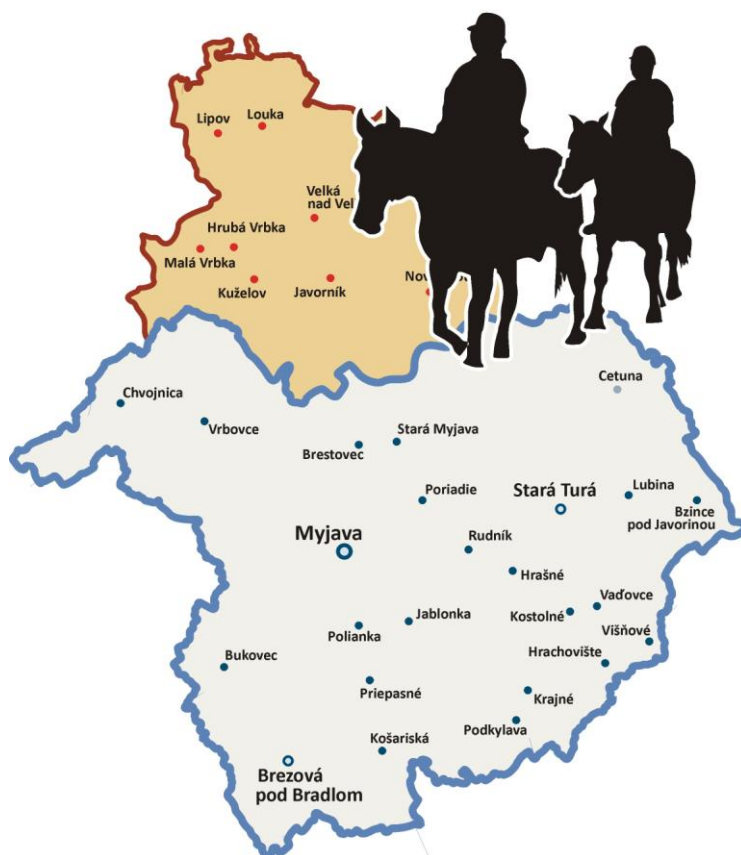 Lipov
Louka
Velká
nad Vel
Hrubá Vrbka
Malá Vrbka
Kuželov
Javorník
Nov
Cetuna
Chvojnica
Vrbovce
Stará Myjava
Brestovec
Poriadie
Stará Turá
Lubina
Bzince
pod Javorinou
Myjava
Rudník
Hrašné
Vaďovce
Kostolné
Jablonka
Polianka
Višňové
Hrachovište
Bukovec
Priepasné
Krajné
Podkylava
Košariská
Brezová
pod Bradlom